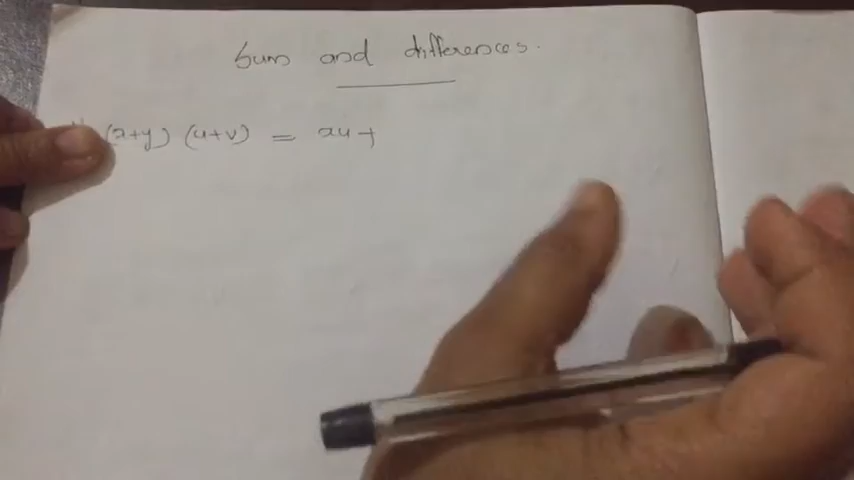 Sum and differences.
(x+y) (u+v) = xu +